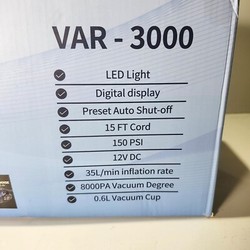 VAR - 3000
LED Light
Digital display
Preset Auto Shut-off
15 FT Cord
150 PSI
12V DC
35L/min inflation rate
8000PA Vacuum Degree
0.6L Vacuum Cup